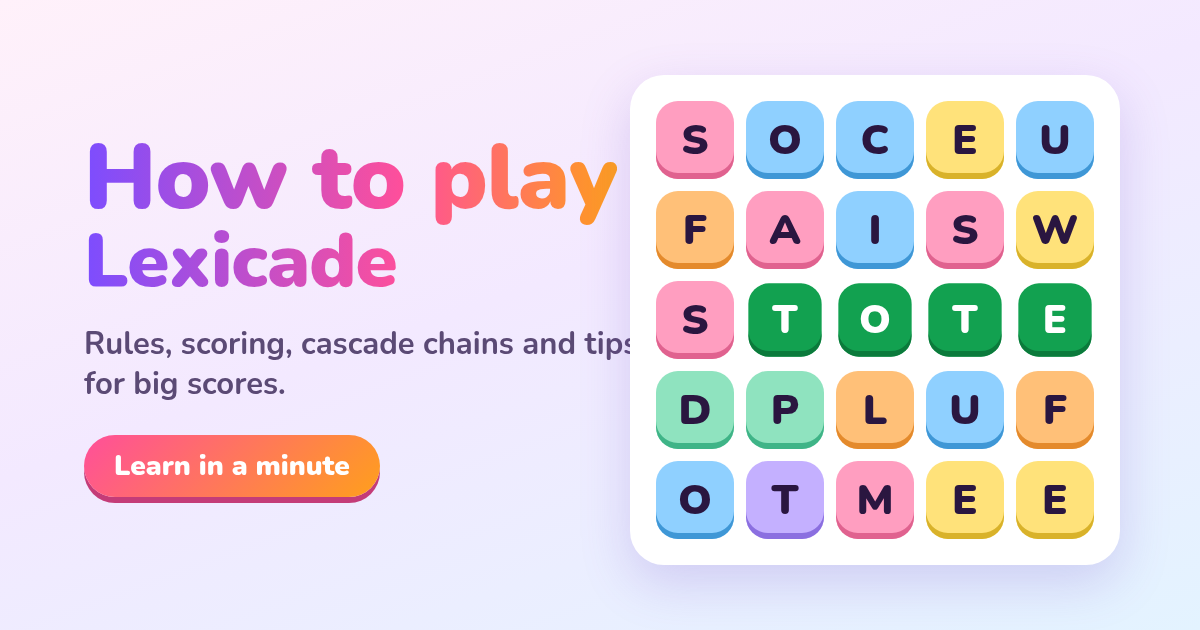 How to play
Lexicade
Rules, scoring, cascade chains and tips
for big scores.
Learn in a minute
S O C E U
F A I S W
S T O T E
D P L U F
O T M E E